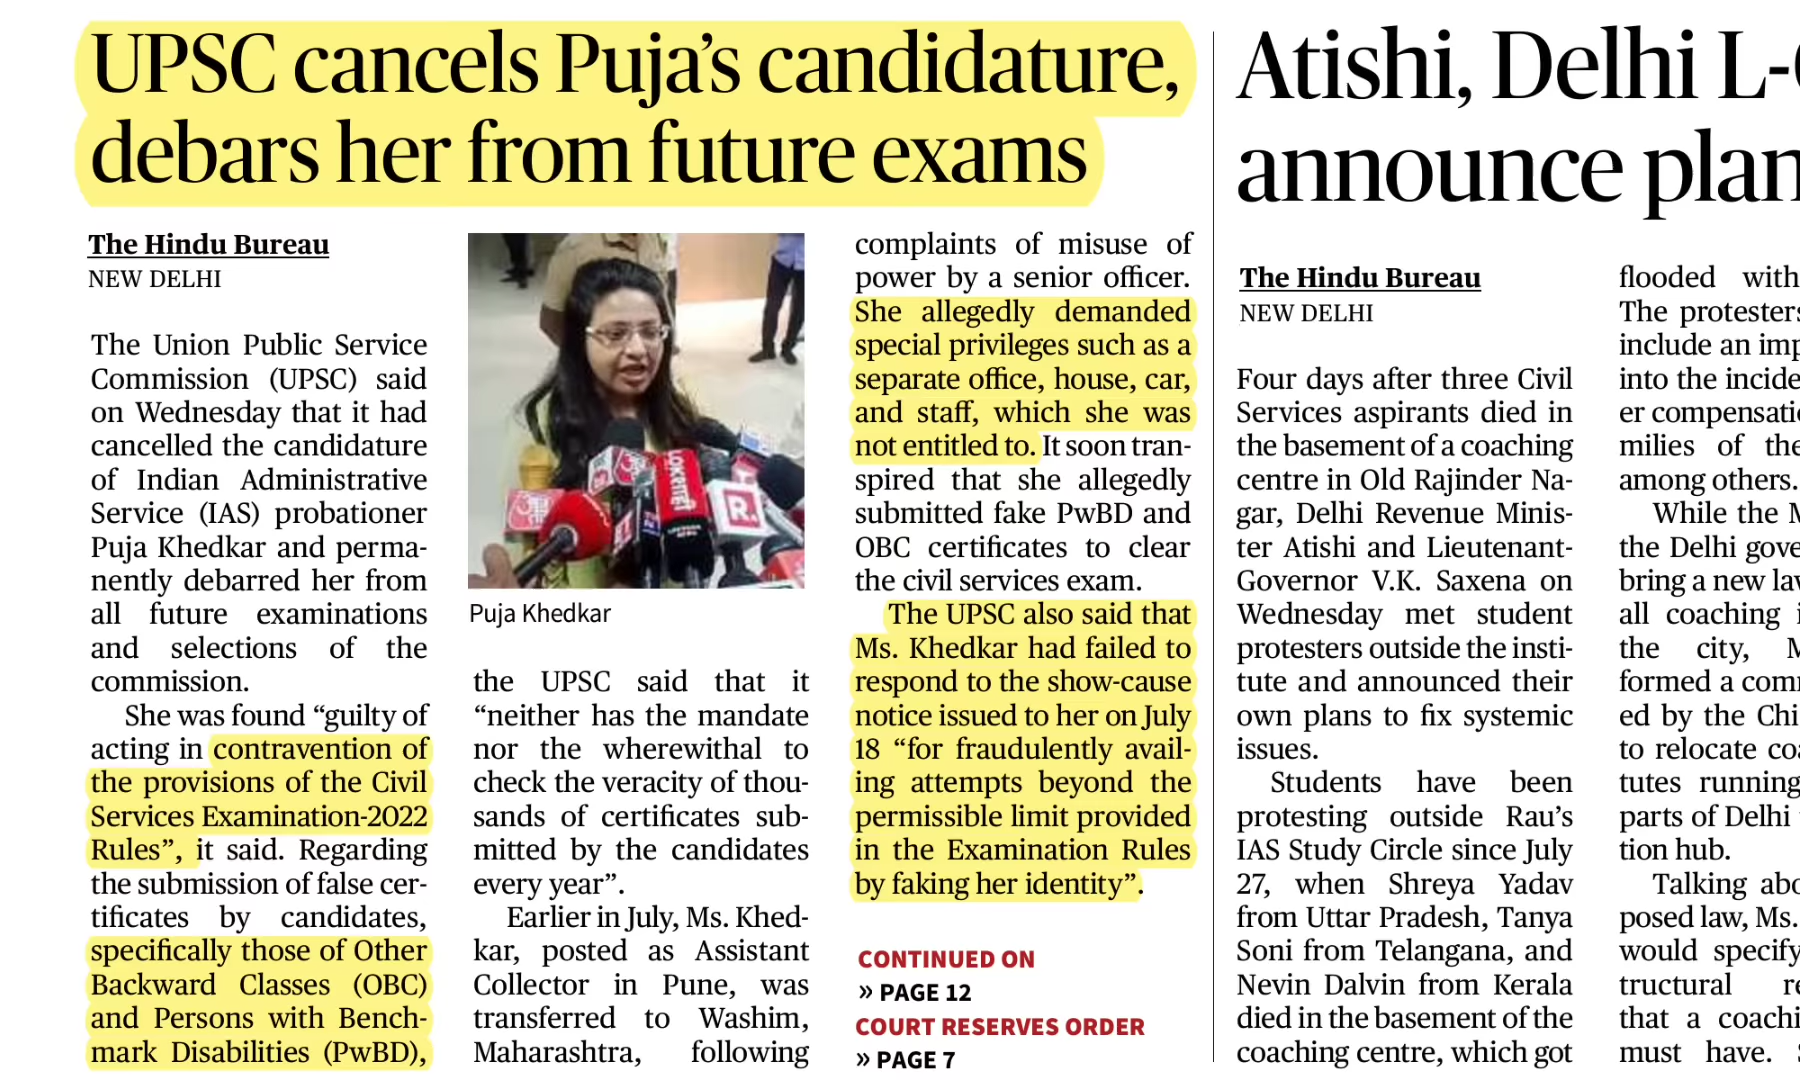 UPSC cancels Puja’s candidature,
debars her from future exams
The Hindu Bureau
NEW DELHI
The Union Public Service
Commission (UPSC) said
on Wednesday that it had
cancelled the candidature
of Indian Administrative
Service (IAS) probationer
Puja Khedkar and perma-
nently debarred her from
all future examinations
and selections of the
commission.
She was found “guilty of
acting in contravention of
the provisions of the Civil
Services Examination-2022
Rules”, it said. Regarding
the submission of false cer-
tificates by candidates,
specifically those of Other
Backward Classes (OBC)
and Persons with Bench-
mark Disabilities (PwBD),
LOKशाही
R.
Puja Khedkar
the UPSC said that it
“neither has the mandate
nor the wherewithal to
check the veracity of thou-
sands of certificates sub-
mitted by the candidates
every year”.
Earlier in July, Ms. Khed-
kar, posted as Assistant
Collector in Pune, was
transferred to Washim,
Maharashtra, following
complaints of misuse of
power by a senior officer.
She allegedly demanded
special privileges such as a
separate office, house, car,
and staff, which she was
not entitled to. It soon tran-
spired that she allegedly
submitted fake PwBD and
OBC certificates to clear
the civil services exam.
The UPSC also said that
Ms. Khedkar had failed to
respond to the show-cause
notice issued to her on July
18 “for fraudulently avail-
ing attempts beyond the
permissible limit provided
in the Examination Rules
by faking her identity”.
CONTINUED ON
» PAGE 12
COURT RESERVES ORDER
» PAGE 7
Atishi, Delhi L-
announce plan
The Hindu Bureau
NEW DELHI
Four days after three Civil
Services aspirants died in
the basement of a coaching
centre in Old Rajinder Na-
gar, Delhi Revenue Minis-
ter Atishi and Lieutenant-
Governor V.K. Saxena on
Wednesday met student
protesters outside the insti-
tute and announced their
own plans to fix systemic
issues.
Students have been
protesting outside Rau’s
IAS Study Circle since July
27, when Shreya Yadav
from Uttar Pradesh, Tanya
Soni from Telangana, and
Nevin Dalvin from Kerala
died in the basement of the
coaching centre, which got
flooded with
The protesters
include an imp
into the incide
er compensatio
milies of the
among others.
While the M
the Delhi gove
bring a new law
all coaching i
the city, M
formed a comm
ed by the Chi
to relocate coa
tutes running
parts of Delhi
tion hub.
Talking abo
posed law, Ms.
would specify
tructural re
that a coachi
must have. S